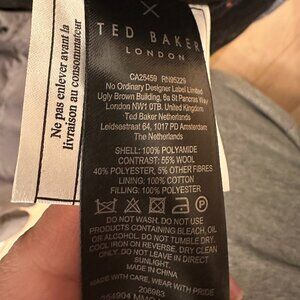 TED BAKER
LONDON
Ne pas enlever avant la
livraison au consommateur
CA25459 RN95229
No Ordinary Designer Label Limited
Ugly Brown Building, 6a St Pancras Way
London NW1 0TB, United Kingdom
Ted Baker Netherlands
Leidsestraat 64, 1017 PD Amsterdam
The Netherlands
SHELL: 100% POLYAMIDE
CONTRAST: 55% WOOL
40% POLYESTER, 5% OTHER FIBRES
LINING: 100% COTTON
FILLING: 100% POLYESTER
DO NOT WASH. DO NOT USE
PRODUCTS CONTAINING BLEACH, OIL
OR ALCOHOL. DO NOT TUMBLE DRY.
COOL IRON ON REVERSE. DRY CLEAN
ONLY. DO NOT LEAVE IN DIRECT
SUNLIGHT.
MADE IN CHINA
MADE WITH CARE, WEAR WITH PRIDE